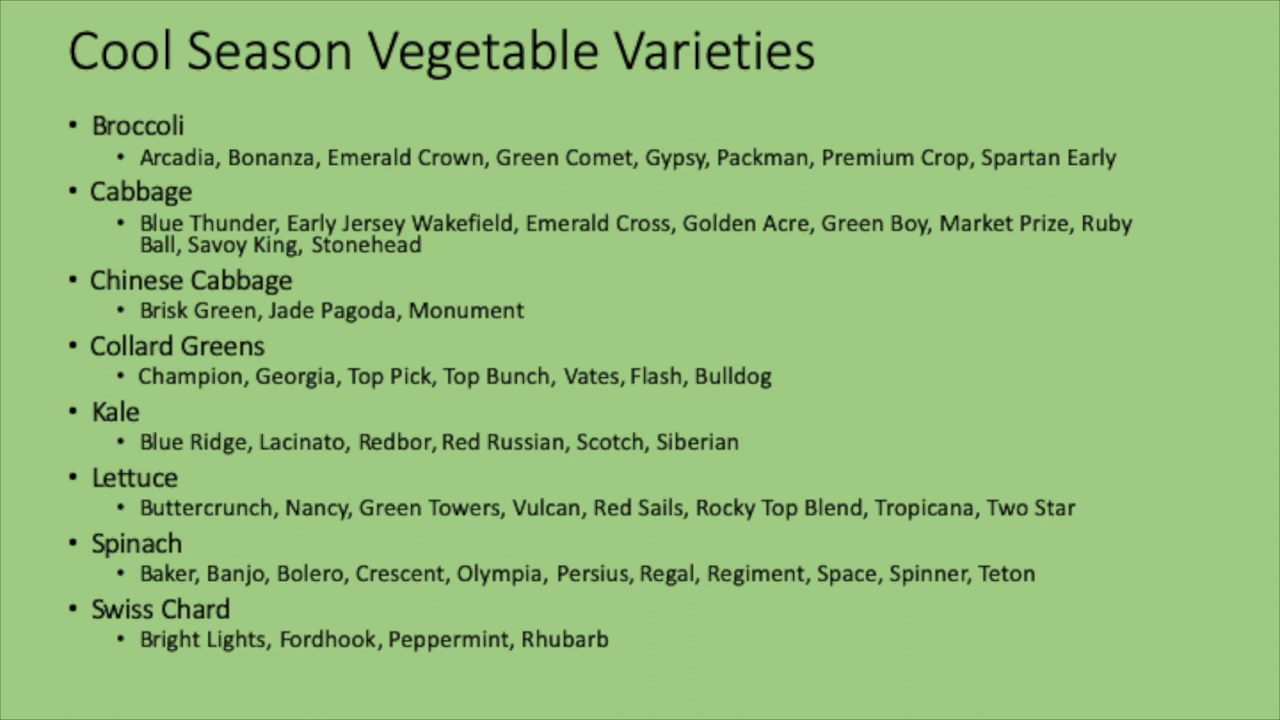 Cool Season Vegetable Varieties
• Broccoli
• Arcadia, Bonanza, Emerald Crown, Green Comet, Gypsy, Packman, Premium Crop, Spartan Early
• Cabbage
• Blue Thunder, Early Jersey Wakefield, Emerald Cross, Golden Acre, Green Boy, Market Prize, Ruby
Ball, Savoy King, Stonehead
• Chinese Cabbage
• Brisk Green, Jade Pagoda, Monument
• Collard Greens
• Champion, Georgia, Top Pick, Top Bunch, Vates, Flash, Bulldog
• Kale
• Blue Ridge, Lacinato, Redbor, Red Russian, Scotch, Siberian
• Lettuce
• Buttercrunch, Nancy, Green Towers, Vulcan, Red Sails, Rocky Top Blend, Tropicana, Two Star
• Spinach
• Baker, Banjo, Bolero, Crescent, Olympia, Persius, Regal, Regiment, Space, Spinner, Teton
• Swiss Chard
• Bright Lights, Fordhook, Peppermint, Rhubarb